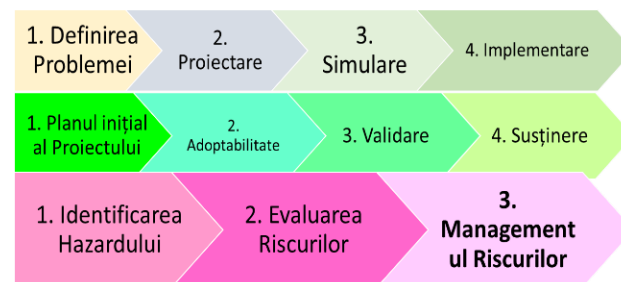 1. Definirea
Problemei
2.
Proiectare
3.
Simulare
4. Implementare
1. Planul inițial
al Proiectului
2.
Adoptabilitate
3. Validare
4. Susținere
1. Identificarea
Hazardului
2. Evaluarea
Riscurilor
3.
Management
ul Riscurilor